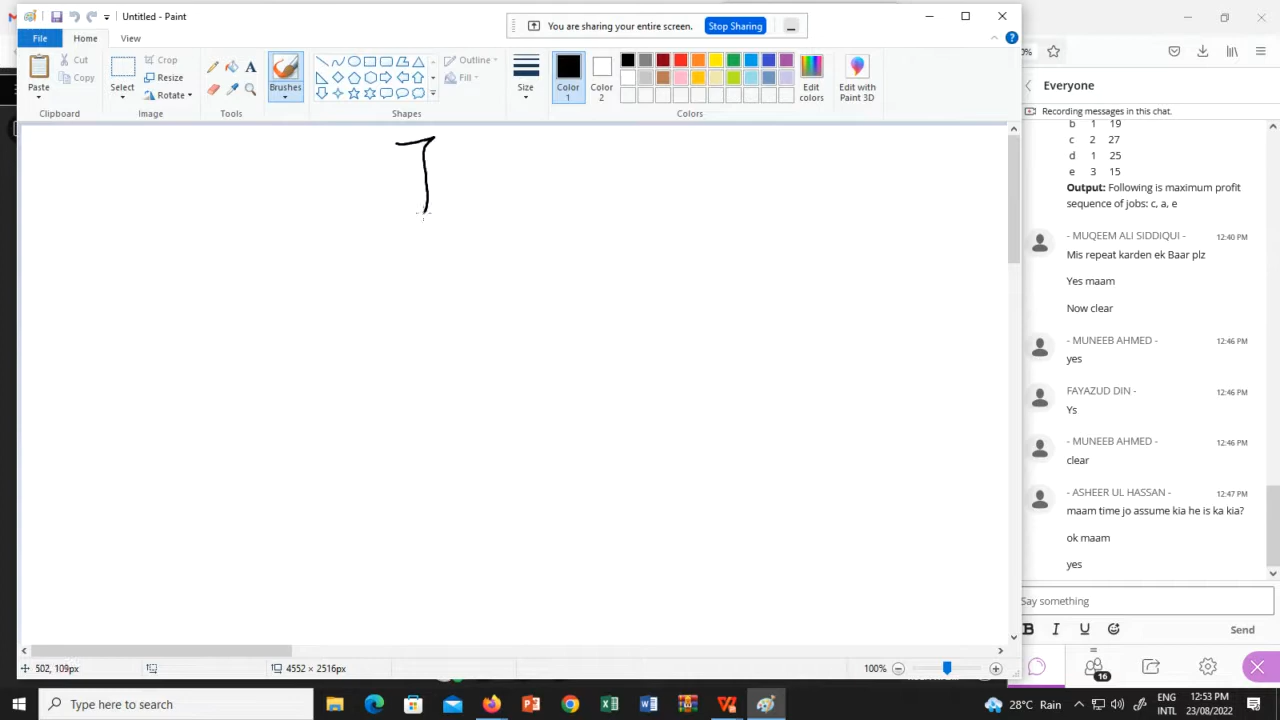 Untitled - Paint
You are sharing your entire screen. Stop Sharing
File Home View
Paste
Cut
Copy
Clipboard
Select
Crop
Resize
Rotate
Image
Tools
Brushes
Shapes
Outline
Fill
Size
Color 1
Color 2
Colors
Edit colors
Edit with Paint 3D
502, 109px
4552 × 2516px
100%
Everyone
Recording messages in this chat.
b 1 19
c 2 27
d 1 25
e 3 15
Output: Following is maximum profit
sequence of jobs: c, a, e
- MUQEEM ALI SIDDIQUI - 12:40 PM
Mis repeat karden ek Baar plz
Yes maam
Now clear
- MUNEEB AHMED - 12:46 PM
yes
FAYAZUD DIN - 12:46 PM
Ys
- MUNEEB AHMED - 12:46 PM
clear
- ASHEER UL HASSAN - 12:47 PM
maam time jo assume kia he is ka kia?
ok maam
yes
Say something
B I U Send
16
Type here to search
28°C Rain
ENG
INTL
12:53 PM
23/08/2022